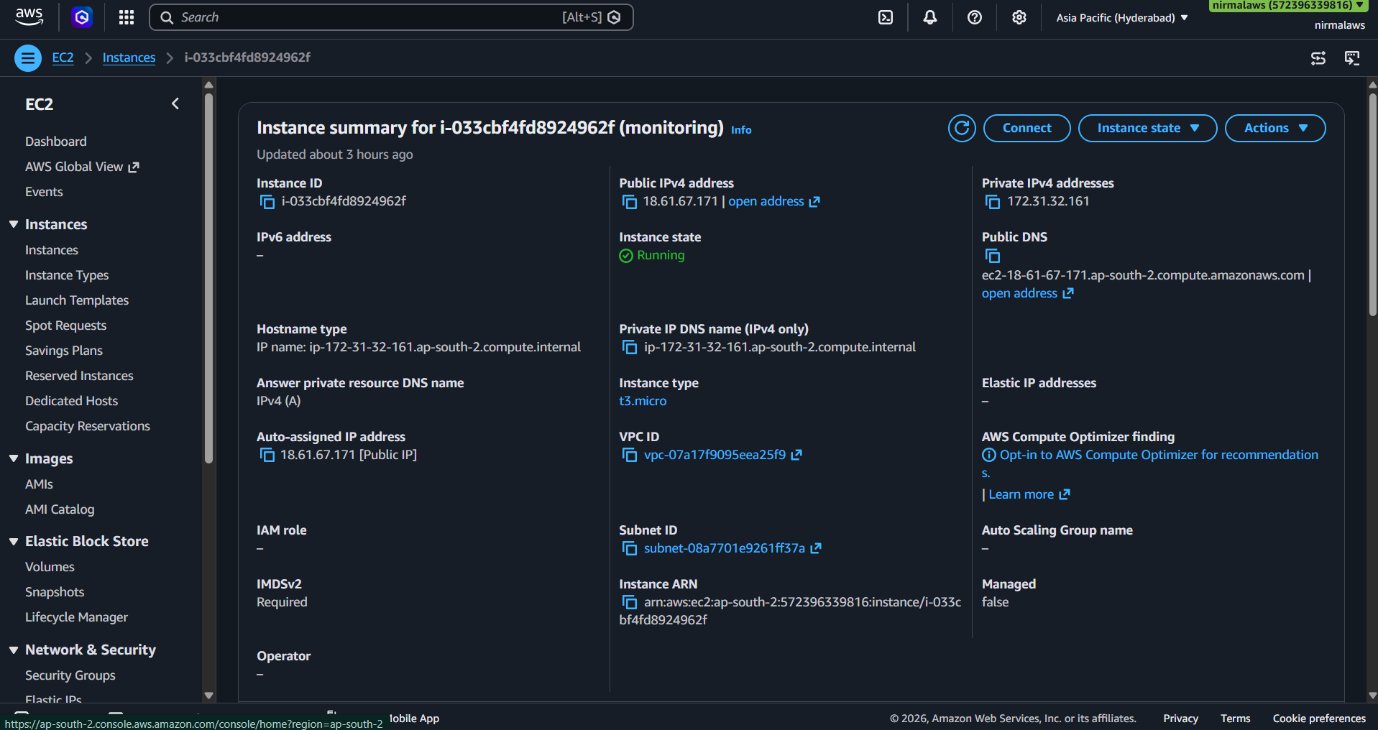 aws
Search [Alt+S]
Asia Pacific (Hyderabad)
nirmalaws (572396339816)
nirmalaws
EC2 Instances i-033cbf4fd8924962f
EC2
Dashboard
AWS Global View
Events
Instances
Instances
Instance Types
Launch Templates
Spot Requests
Savings Plans
Reserved Instances
Dedicated Hosts
Capacity Reservations
Images
AMIs
AMI Catalog
Elastic Block Store
Volumes
Snapshots
Lifecycle Manager
Network & Security
Security Groups
Elastic IPs
Instance summary for i-033cbf4fd8924962f (monitoring) Info
Connect
Instance state
Actions
Updated about 3 hours ago
Instance ID
i-033cbf4fd8924962f
Public IPv4 address
18.61.67.171 | open address
Private IPv4 addresses
172.31.32.161
IPv6 address
–
Instance state
Running
Public DNS
ec2-18-61-67-171.ap-south-2.compute.amazonaws.com |
open address
Hostname type
IP name: ip-172-31-32-161.ap-south-2.compute.internal
Private IP DNS name (IPv4 only)
ip-172-31-32-161.ap-south-2.compute.internal
Answer private resource DNS name
IPv4 (A)
Instance type
t3.micro
Elastic IP addresses
–
Auto-assigned IP address
18.61.67.171 [Public IP]
VPC ID
vpc-07a17f9095eea25f9
AWS Compute Optimizer finding
Opt-in to AWS Compute Optimizer for recommendation
s.
| Learn more
IAM role
–
Subnet ID
subnet-08a7701e9261ff37a
Auto Scaling Group name
–
IMDSv2
Required
Instance ARN
arn:aws:ec2:ap-south-2:572396339816:instance/i-033c
bf4fd8924962f
Managed
false
Operator
–
https://ap-south-2.console.aws.amazon.com/console/home?region=ap-south-2
Mobile App
© 2026, Amazon Web Services, Inc. or its affiliates.
Privacy
Terms
Cookie preferences